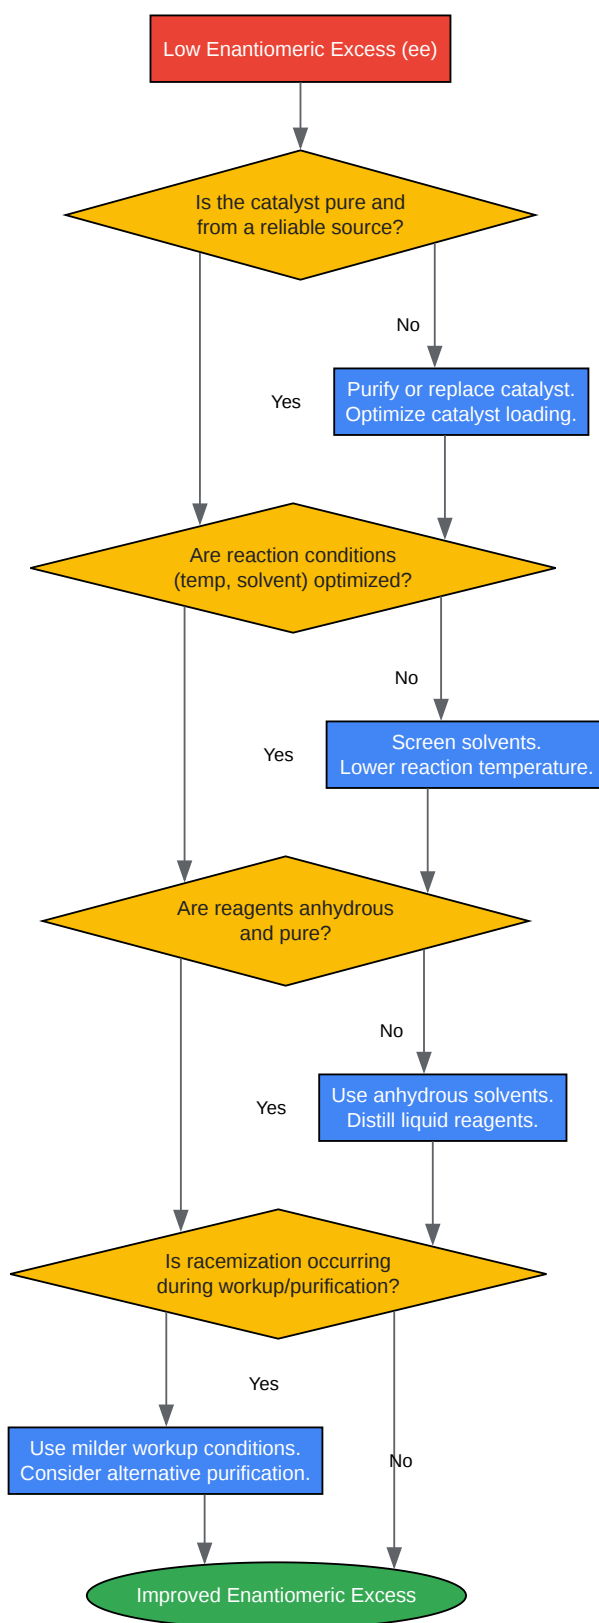 Low Enantiomeric Excess (ee)
Is the catalyst pure and
from a reliable source?
No
Yes
Purify or replace catalyst.
Optimize catalyst loading.
Are reaction conditions
(temp, solvent) optimized?
No
Yes
Screen solvents.
Lower reaction temperature.
Are reagents anhydrous
and pure?
No
Yes
Use anhydrous solvents.
Distill liquid reagents.
Is racemization occurring
during workup/purification?
Yes
Use milder workup conditions.
Consider alternative purification.
No
Improved Enantiomeric Excess